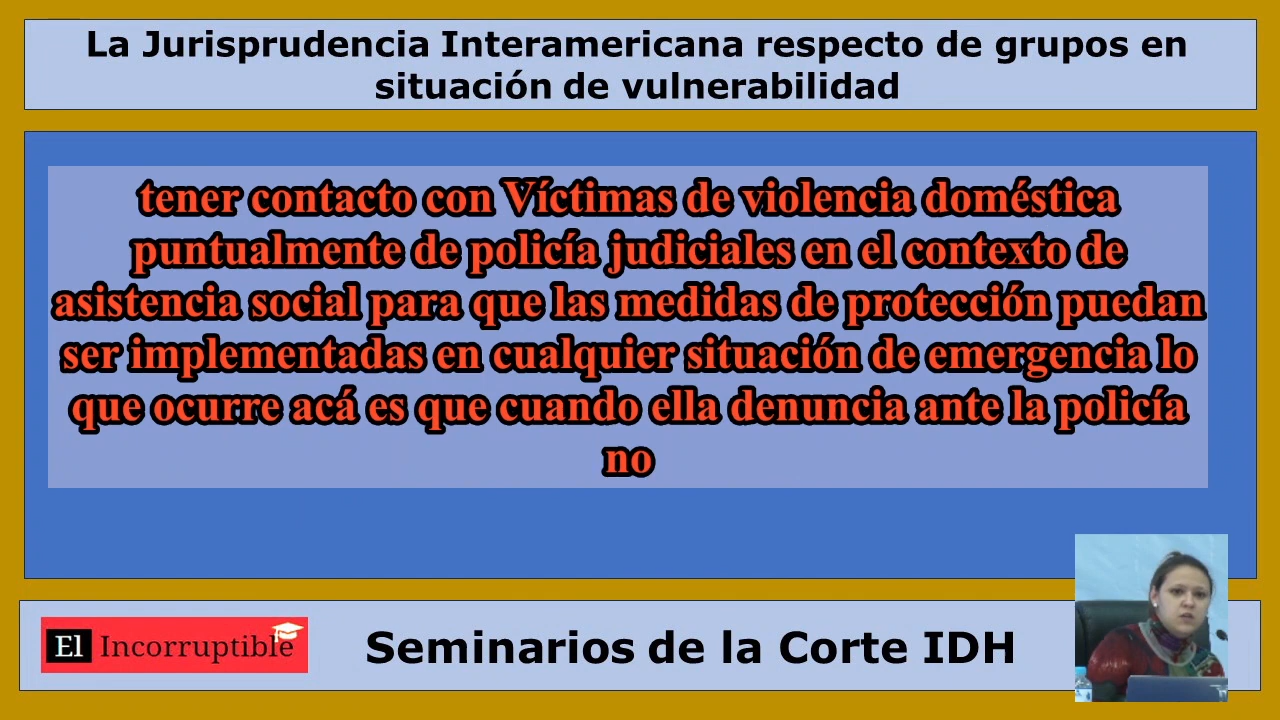 La Jurisprudencia Interamericana respecto de grupos en
situación de vulnerabilidad
tener contacto con Víctimas de violencia doméstica
puntualmente de policía judiciales en el contexto de
asistencia social para que las medidas de protección puedan
ser implementadas en cualquier situación de emergencia lo
que ocurre acá es que cuando ella denuncia ante la policía
no
El Incorruptible
Seminarios de la Corte IDH